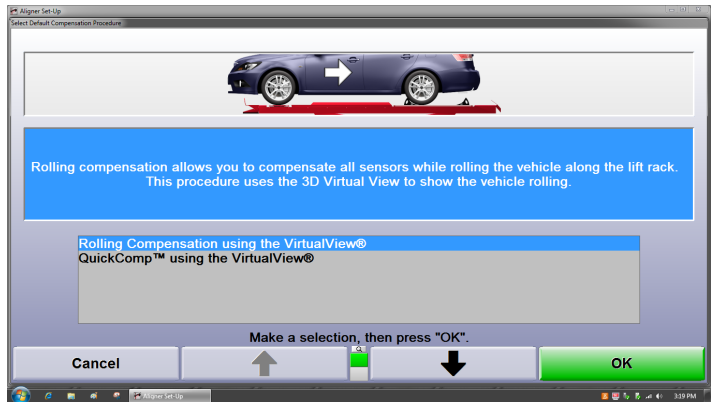 Aligner Set-Up
Select Default Compensation Procedure
Rolling compensation allows you to compensate all sensors while rolling the vehicle along the lift rack.
This procedure uses the 3D Virtual View to show the vehicle rolling.
Rolling Compensation using the VirtualView®
QuickComp™ using the VirtualView®
Make a selection, then press "OK".
Cancel
OK
Aligner Set-Up
3:19 PM